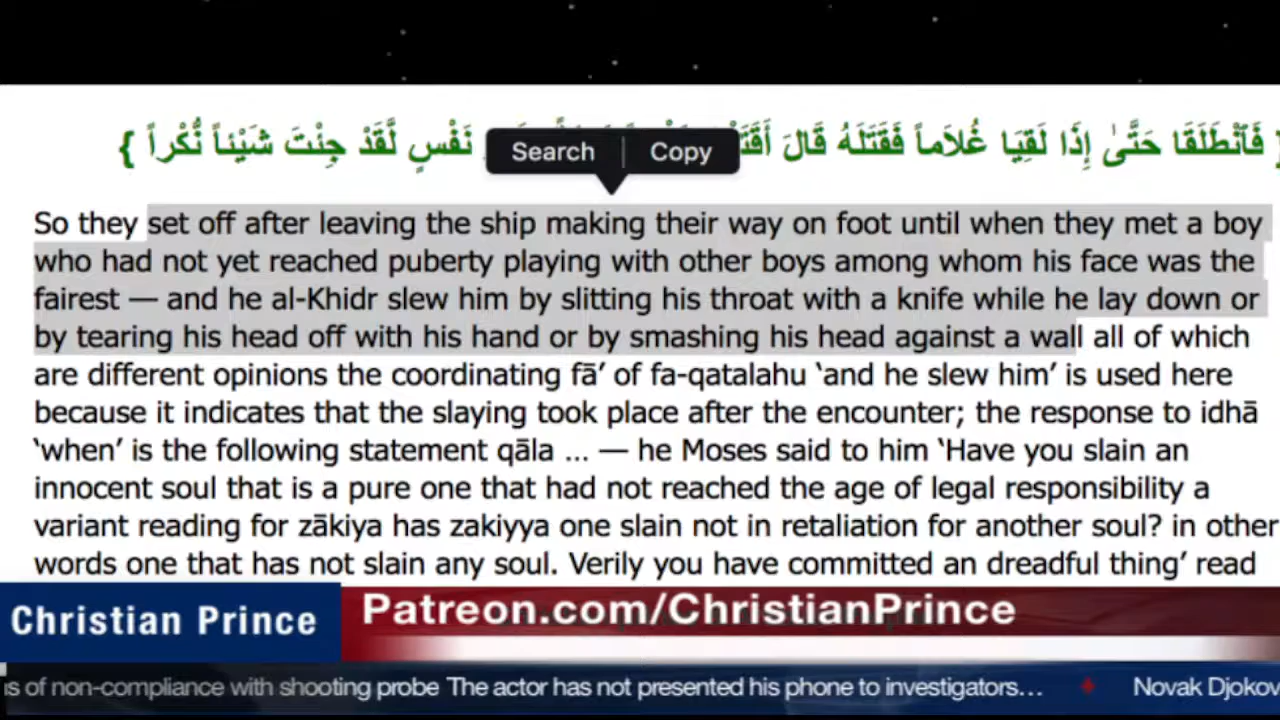 فَٱنْطَلَقَا حَتَّىٰ إِذَا لَقِيَا غُلاَماً فَقَتَلَهُ قَالَ نَفْسٍ لَّقَدْ جِئْتَ شَيْئاً نُّكْراً }
Search
Copy
So they set off after leaving the ship making their way on foot until when they met a boy
who had not yet reached puberty playing with other boys among whom his face was the
fairest — and he al-Khidr slew him by slitting his throat with a knife while he lay down or
by tearing his head off with his hand or by smashing his head against a wall all of which
are different opinions the coordinating fā’ of fa-qatalahu ‘and he slew him’ is used here
because it indicates that the slaying took place after the encounter; the response to idhā
‘when’ is the following statement qāla ... — he Moses said to him ‘Have you slain an
innocent soul that is a pure one that had not reached the age of legal responsibility a
variant reading for zākiya has zakiyya one slain not in retaliation for another soul? in other
words one that has not slain any soul. Verily you have committed an dreadful thing’ read
Christian Prince
Patreon.com/ChristianPrince
of non-compliance with shooting probe The actor has not presented his phone to investigators... Novak